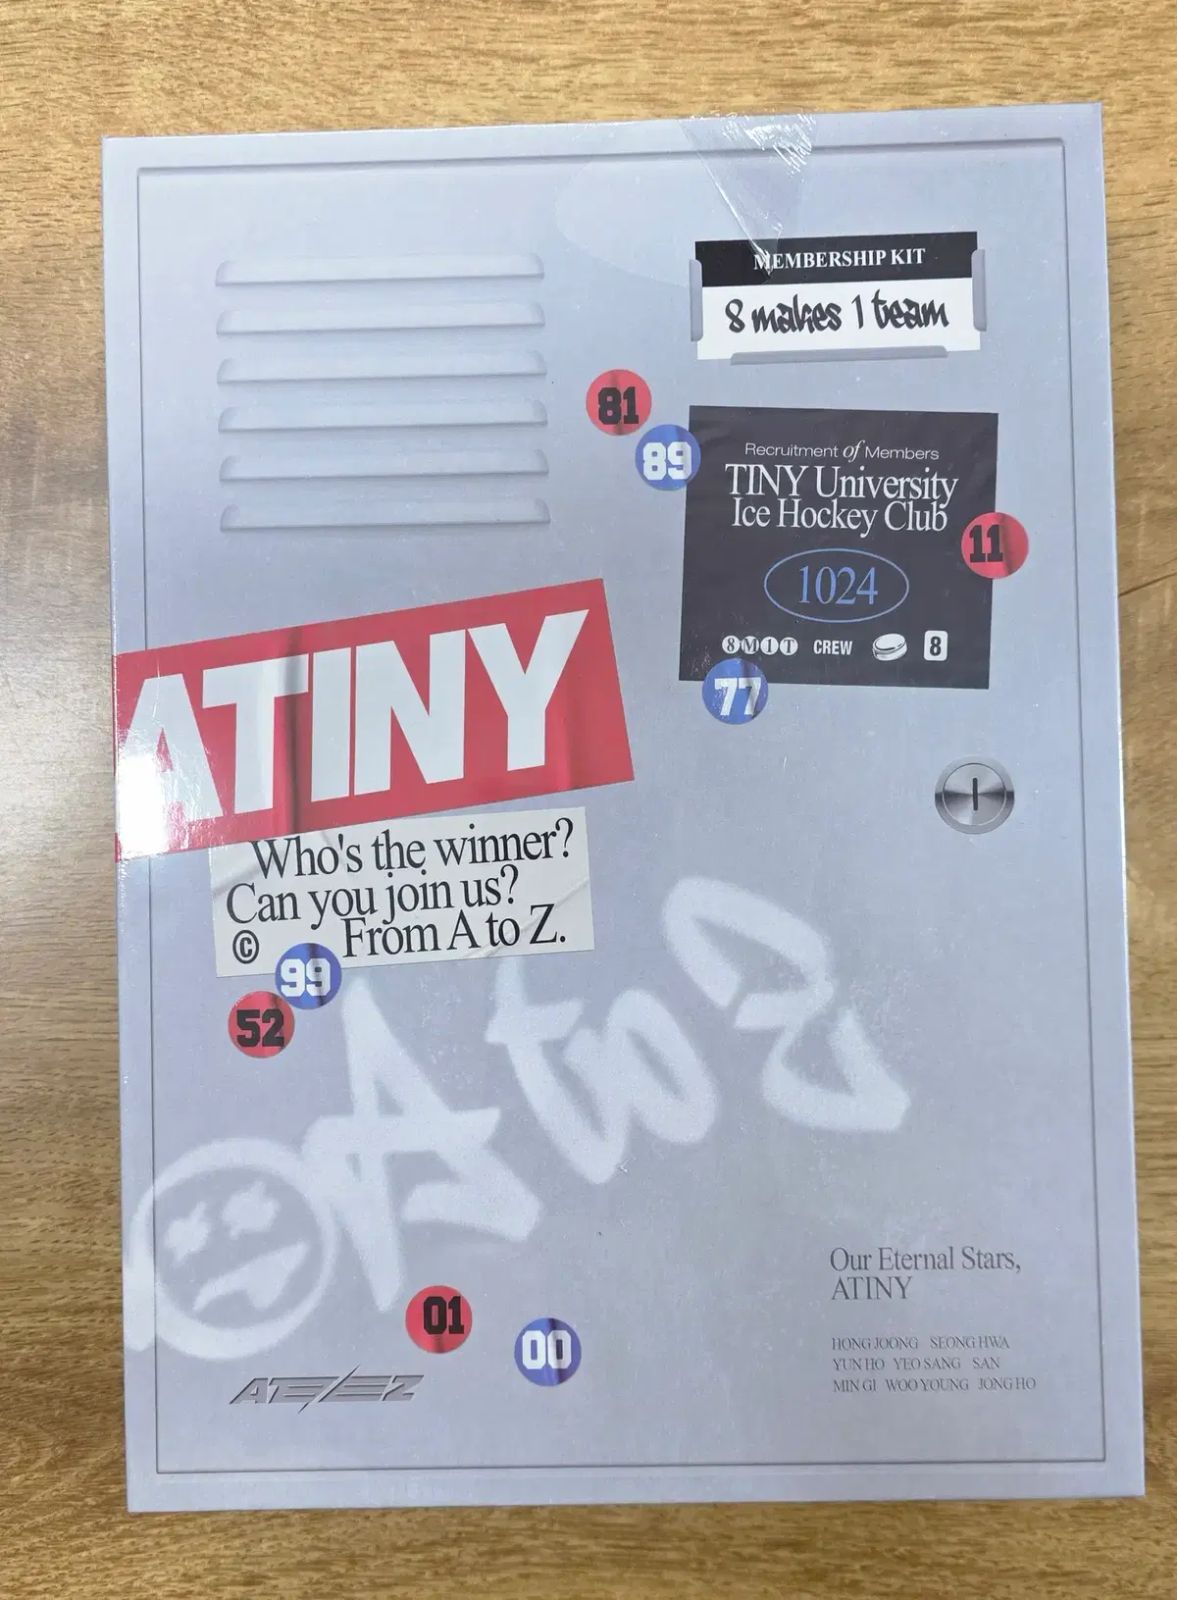 MEMBERSHIP KIT
8 makes 1 team
81
89
Recruitment of Members
TINY University
Ice Hockey Club
11
1024
8M1T CREW 8
77
ATINY
Who's the winner?
Can you join us?
© From A to Z.
99
52
A to Z
Our Eternal Stars,
ATINY
01
00
HONG JOONG SEONG HWA
YUN HO YEO SANG SAN
MIN GI WOO YOUNG JONG HO
ATEEZ